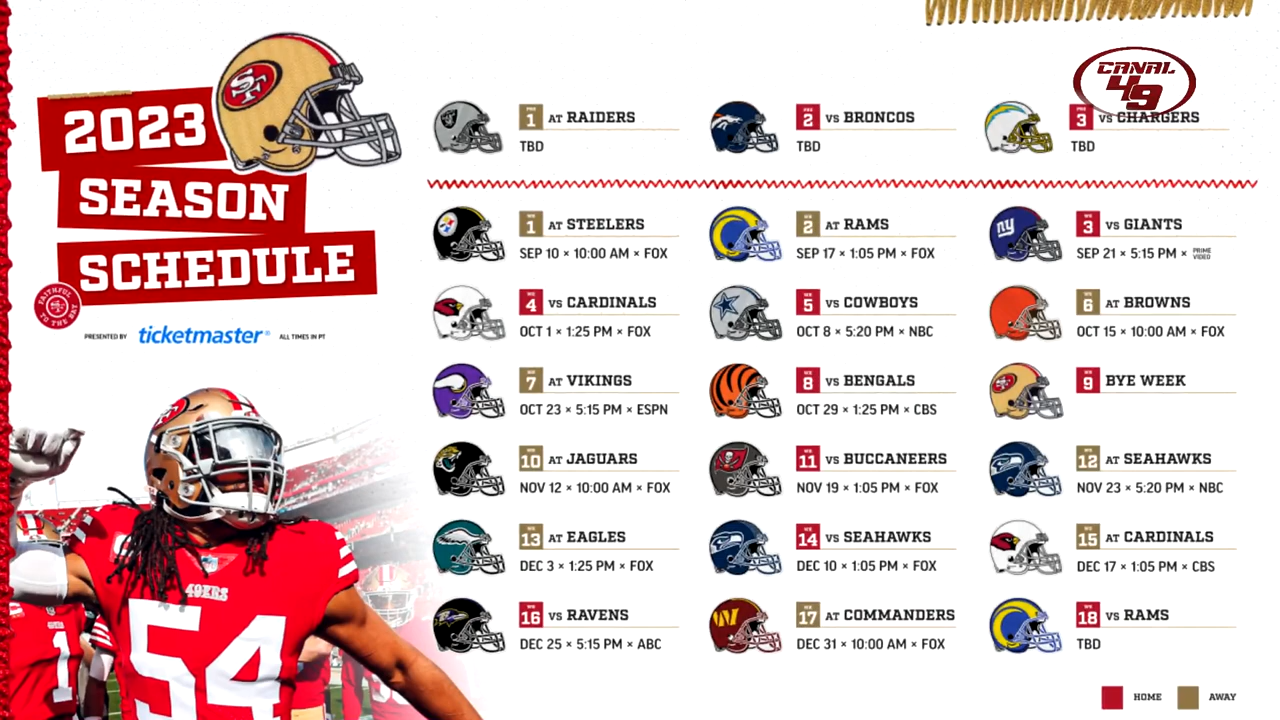 2023
SEASON
SCHEDULE
FAITHFUL TO THE BAY
PRESENTED BY ticketmaster® ALL TIMES IN PT
CANAL
49
PRE 1 AT RAIDERS
TBD
PRE 2 VS BRONCOS
TBD
PRE 3 VS CHARGERS
TBD
WK 1 AT STEELERS
SEP 10 × 10:00 AM × FOX
WK 2 AT RAMS
SEP 17 × 1:05 PM × FOX
WK 3 VS GIANTS
SEP 21 × 5:15 PM × PRIME VIDEO
WK 4 VS CARDINALS
OCT 1 × 1:25 PM × FOX
WK 5 VS COWBOYS
OCT 8 × 5:20 PM × NBC
WK 6 AT BROWNS
OCT 15 × 10:00 AM × FOX
WK 7 AT VIKINGS
OCT 23 × 5:15 PM × ESPN
WK 8 VS BENGALS
OCT 29 × 1:25 PM × CBS
WK 9 BYE WEEK
WK 10 AT JAGUARS
NOV 12 × 10:00 AM × FOX
WK 11 VS BUCCANEERS
NOV 19 × 1:05 PM × FOX
WK 12 AT SEAHAWKS
NOV 23 × 5:20 PM × NBC
WK 13 AT EAGLES
DEC 3 × 1:25 PM × FOX
WK 14 VS SEAHAWKS
DEC 10 × 1:05 PM × FOX
WK 15 AT CARDINALS
DEC 17 × 1:05 PM × CBS
WK 16 VS RAVENS
DEC 25 × 5:15 PM × ABC
WK 17 AT COMMANDERS
DEC 31 × 10:00 AM × FOX
WK 18 VS RAMS
TBD
HOME AWAY
SF
ny
49ERS
54
1